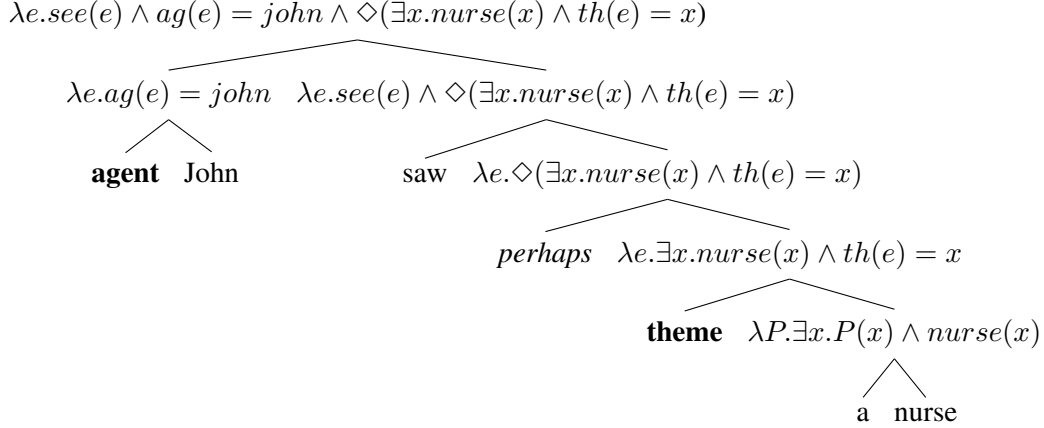 λe.see(e) ∧ ag(e) = john ∧ ◇(∃x.nurse(x) ∧ th(e) = x)
λe.ag(e) = john λe.see(e) ∧ ◇(∃x.nurse(x) ∧ th(e) = x)
agent John saw λe.◇(∃x.nurse(x) ∧ th(e) = x)
perhaps λe.∃x.nurse(x) ∧ th(e) = x
theme λP.∃x.P(x) ∧ nurse(x)
a nurse